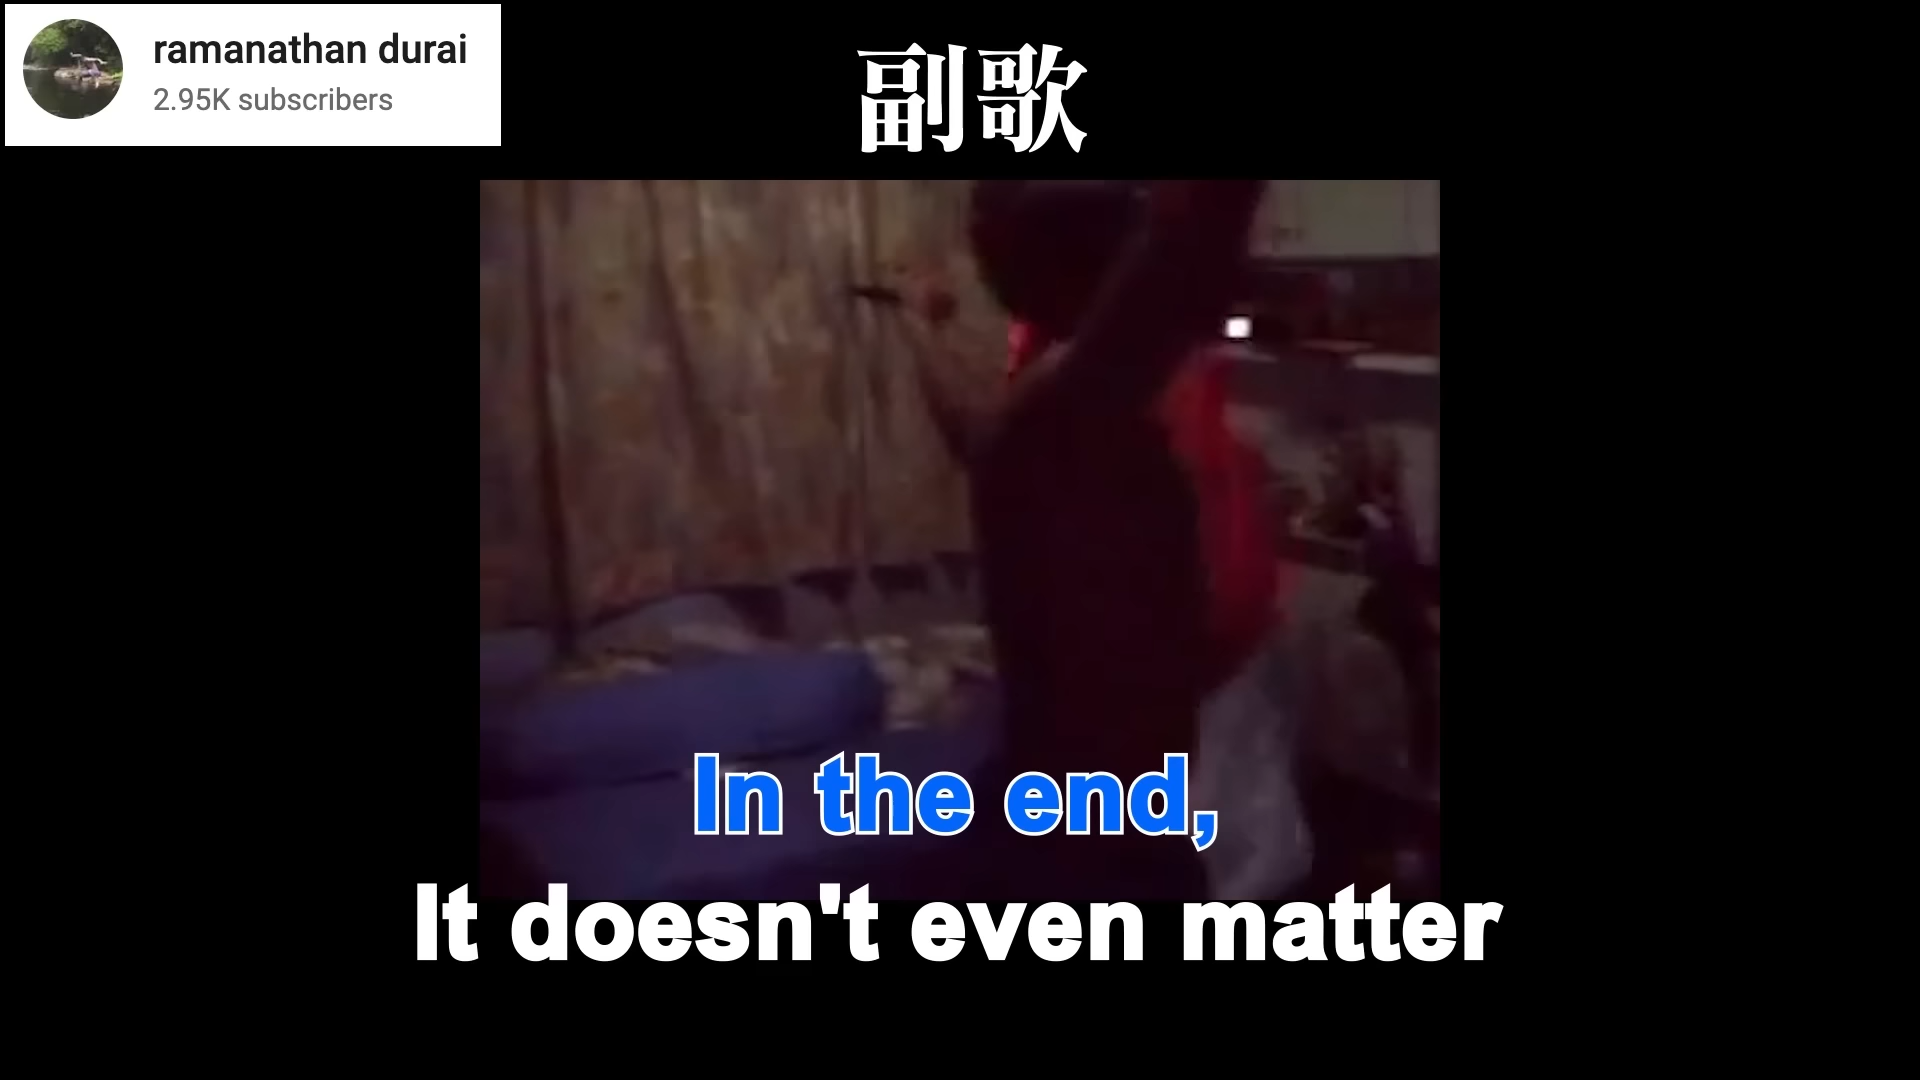 ramanathan durai
2.95K subscribers
副歌
In the end,
It doesn't even matter